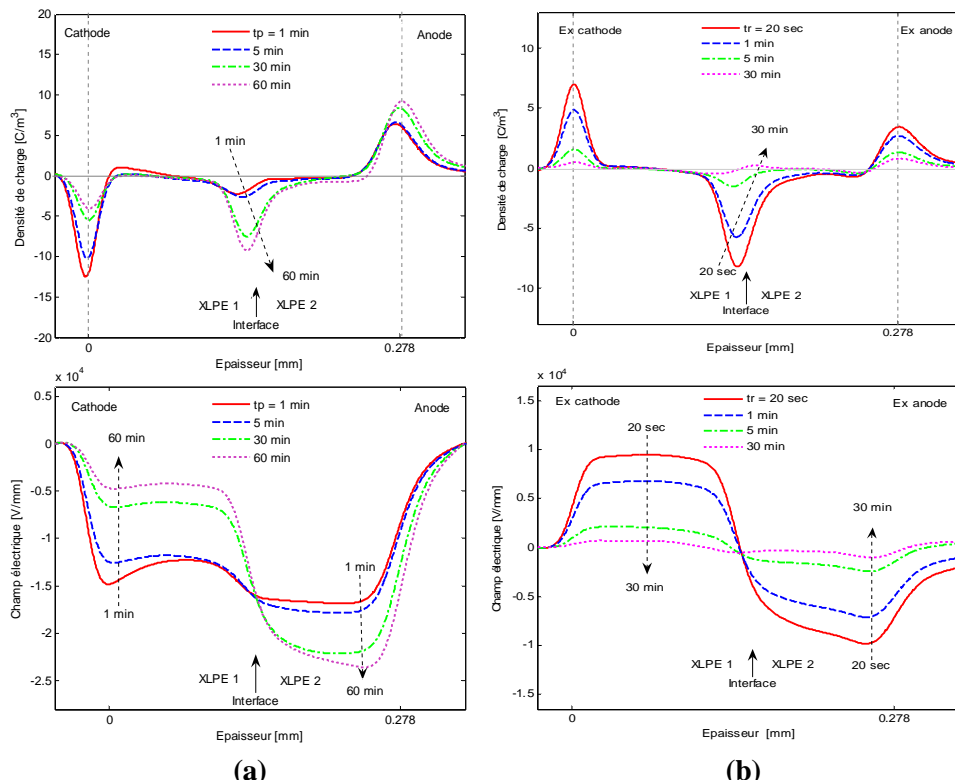 Cathode
Anode
tp = 1 min
5 min
30 min
60 min
1 min
60 min
XLPE 1
XLPE 2
Interface
20
15
10
5
0
-5
-10
-15
-20
0
0.278
Densité de charge [C/m³]
Epaisseur [mm]
Ex cathode
Ex anode
tr = 20 sec
1 min
5 min
30 min
30 min
20 sec
XLPE 1
XLPE 2
Interface
10
5
0
-5
-10
0
0.278
Densité de charge [C/m³]
Epaisseur [mm]
x 10⁴
Cathode
Anode
tp = 1 min
5 min
30 min
60 min
60 min
1 min
1 min
60 min
XLPE 1
XLPE 2
Interface
0.5
0
-0.5
-1.0
-1.5
-2.0
-2.5
0
0.278
Champ électrique [V/mm]
Epaisseur [mm]
x 10⁴
Ex cathode
Ex anode
tr = 20 sec
1 min
5 min
30 min
20 sec
30 min
30 min
20 sec
XLPE 1
XLPE 2
Interface
1.5
1.0
0.5
0
-0.5
-1.0
-1.5
0
0.278
Champ électrique [V/mm]
Epaisseur [mm]
(a)
(b)